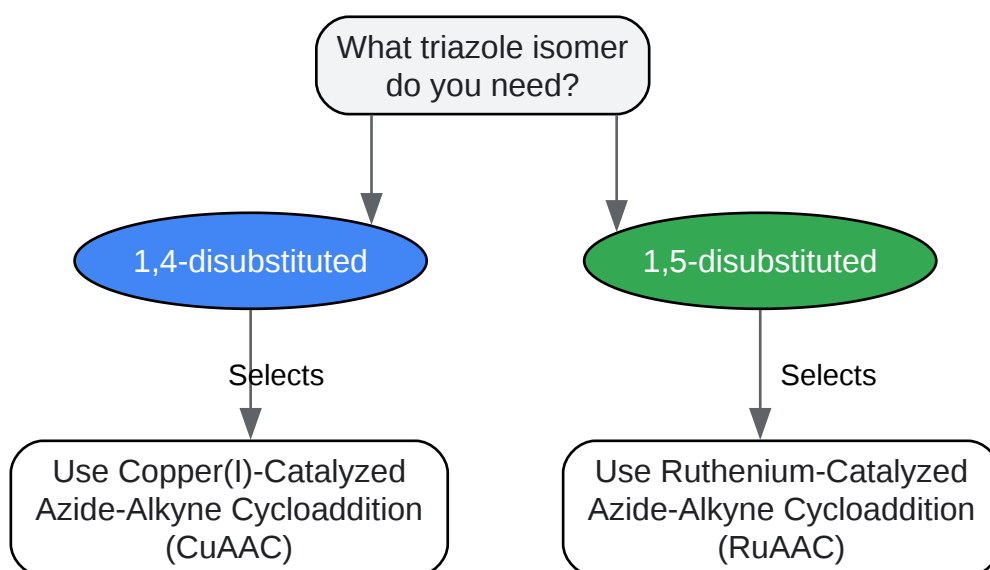 What triazole isomer
do you need?
1,4-disubstituted
1,5-disubstituted
Selects
Selects
Use Copper(I)-Catalyzed
Azide-Alkyne Cycloaddition
(CuAAC)
Use Ruthenium-Catalyzed
Azide-Alkyne Cycloaddition
(RuAAC)